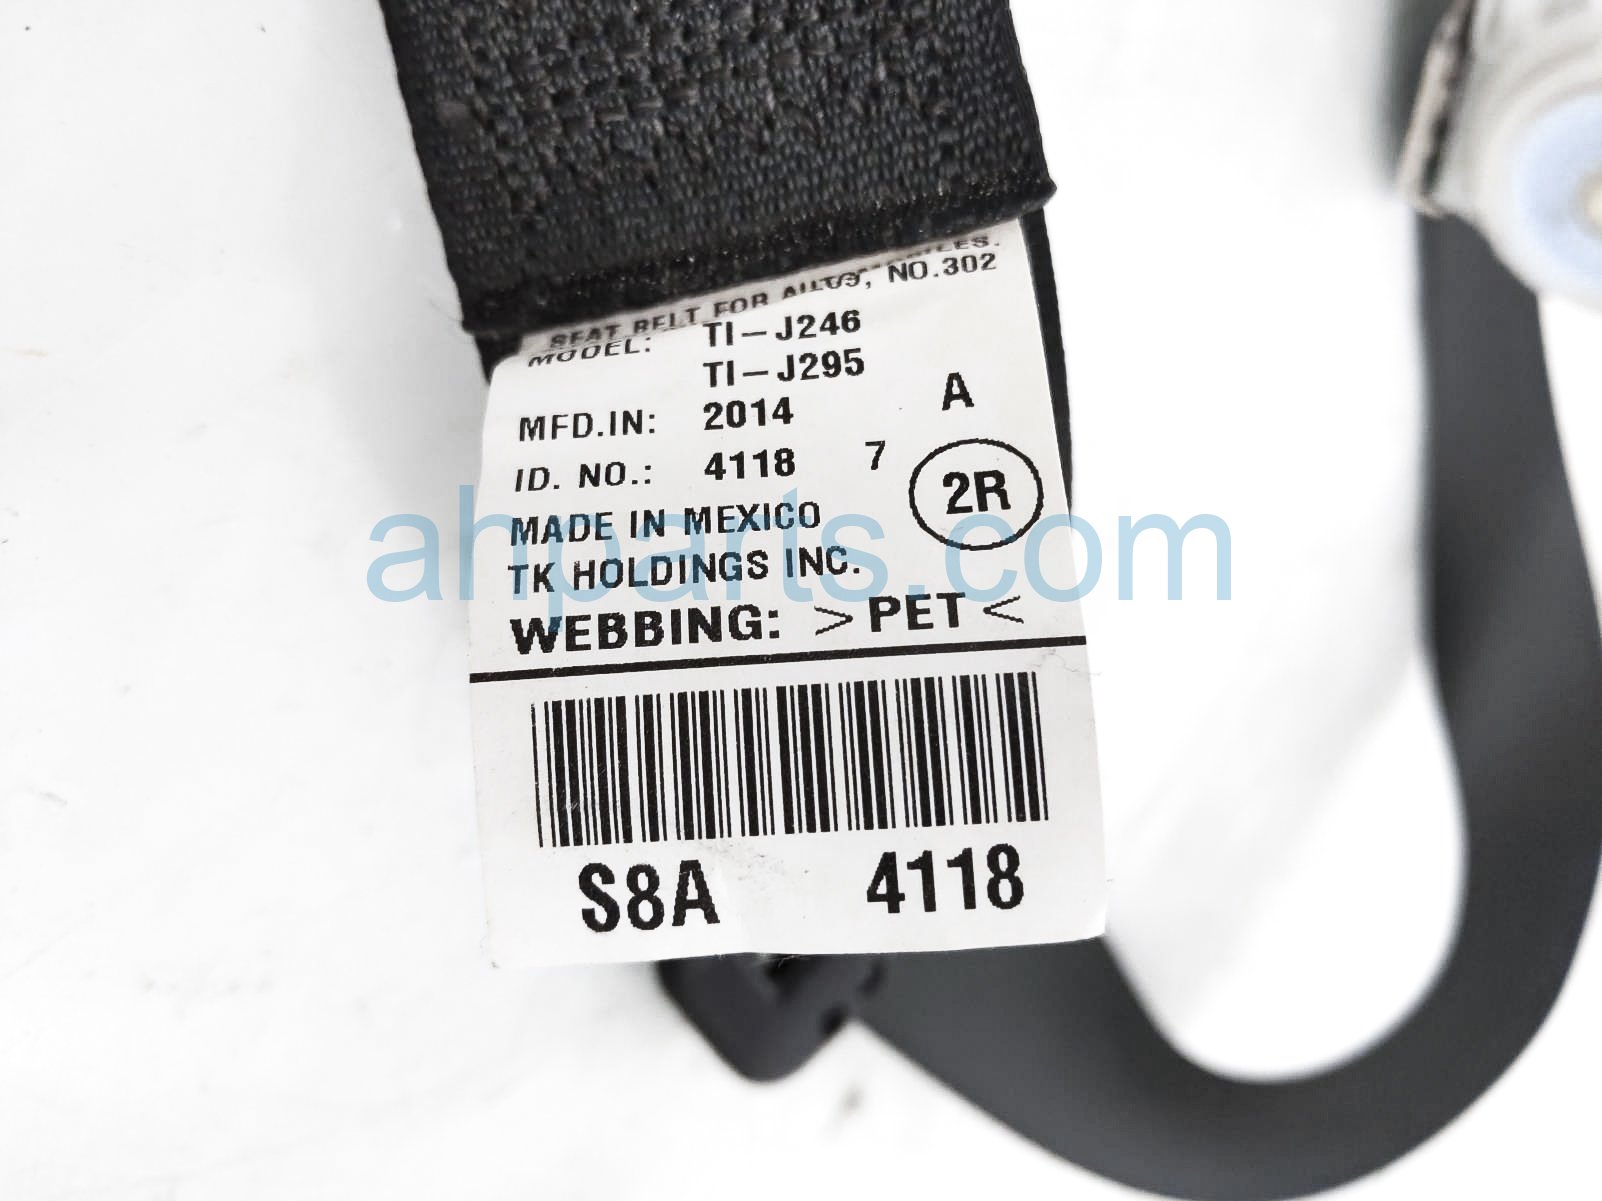 SEAT BELT FOR AUTOS, NO.302
MODEL: TI-J246
TI-J295
A
MFD.IN: 2014
ID. NO.: 4118 7
2R
MADE IN MEXICO
TK HOLDINGS INC.
WEBBING: >PET<
S8A 4118
ahparts.com